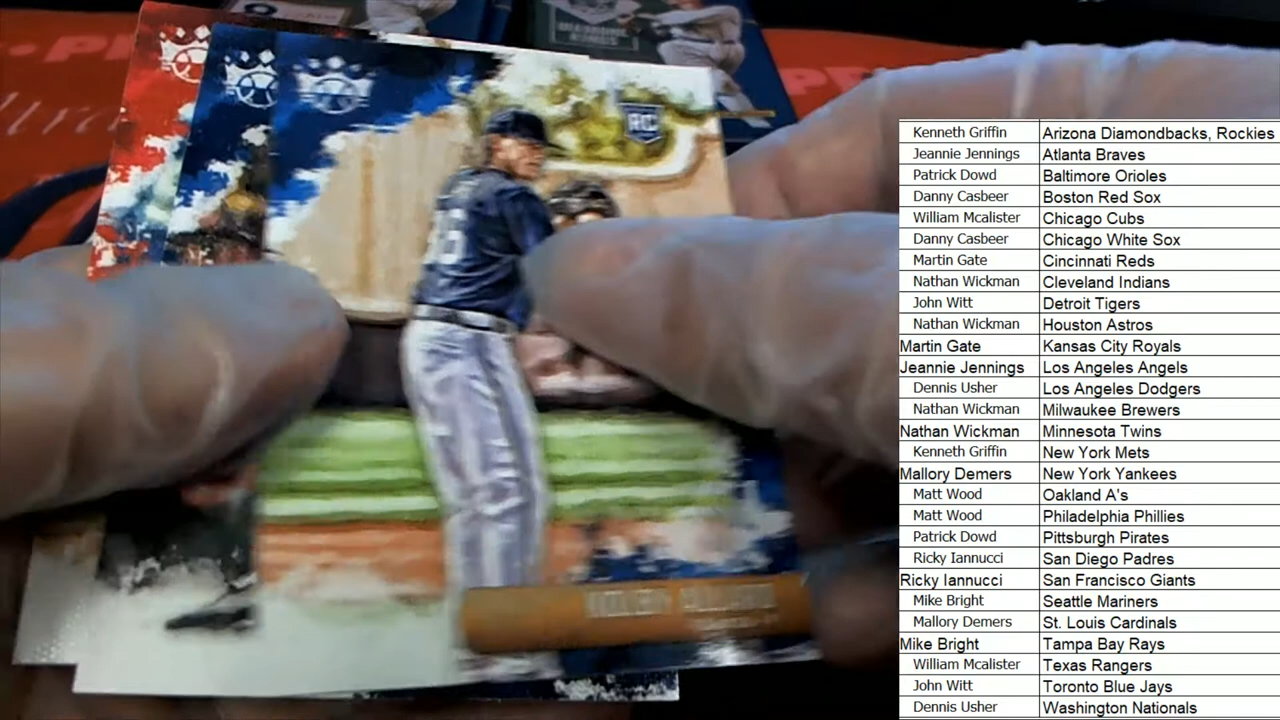 RC
Kenneth Griffin Arizona Diamondbacks, Rockies
Jeannie Jennings Atlanta Braves
Patrick Dowd Baltimore Orioles
Danny Casbeer Boston Red Sox
William Mcalister Chicago Cubs
Danny Casbeer Chicago White Sox
Martin Gate Cincinnati Reds
Nathan Wickman Cleveland Indians
John Witt Detroit Tigers
Nathan Wickman Houston Astros
Martin Gate Kansas City Royals
Jeannie Jennings Los Angeles Angels
Dennis Usher Los Angeles Dodgers
Nathan Wickman Milwaukee Brewers
Nathan Wickman Minnesota Twins
Kenneth Griffin New York Mets
Mallory Demers New York Yankees
Matt Wood Oakland A's
Matt Wood Philadelphia Phillies
Patrick Dowd Pittsburgh Pirates
Ricky Iannucci San Diego Padres
Ricky Iannucci San Francisco Giants
Mike Bright Seattle Mariners
Mallory Demers St. Louis Cardinals
Mike Bright Tampa Bay Rays
William Mcalister Texas Rangers
John Witt Toronto Blue Jays
Dennis Usher Washington Nationals